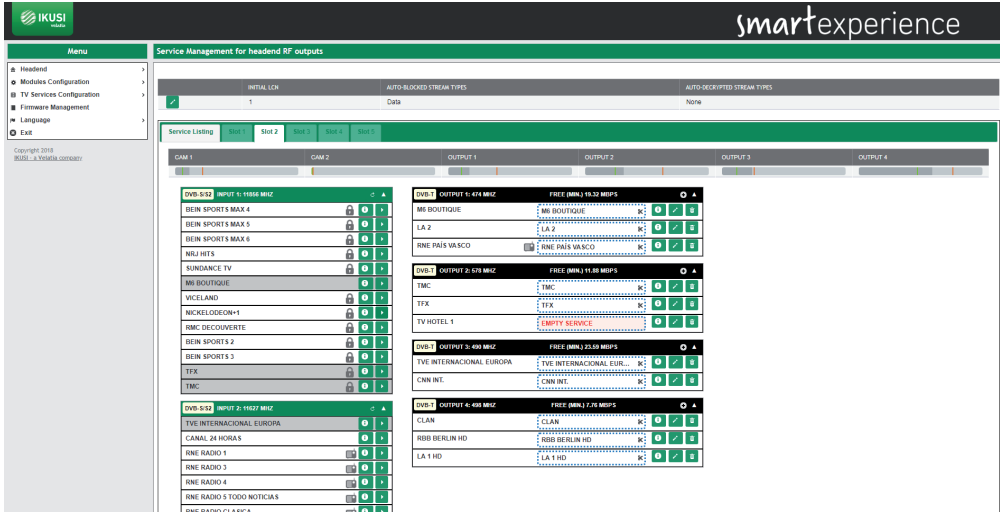 IKUSI
velatia
smartexperience
Menu
Headend
Modules Configuration
TV Services Configuration
Firmware Management
Language
Exit
Copyright 2018
IKUSI - a Velatia company
Service Management for headend RF outputs
INITIAL LCN AUTO-BLOCKED STREAM TYPES AUTO-DECRYPTED STREAM TYPES
1 Data None
Service Listing Slot 1 Slot 2 Slot 3 Slot 4 Slot 5
CAM 1 CAM 2 OUTPUT 1 OUTPUT 2 OUTPUT 3 OUTPUT 4
DVB-S/S2 INPUT 1: 11856 MHZ
BEIN SPORTS MAX 4
BEIN SPORTS MAX 5
BEIN SPORTS MAX 6
NRJ HITS
SUNDANCE TV
M6 BOUTIQUE
VICELAND
NICKELODEON+1
RMC DECOUVERTE
BEIN SPORTS 2
BEIN SPORTS 3
TFX
TMC
DVB-S/S2 INPUT 2: 11627 MHZ
TVE INTERNACIONAL EUROPA
CANAL 24 HORAS
RNE RADIO 1
RNE RADIO 3
RNE RADIO 4
RNE RADIO 5 TODO NOTICIAS
RNE RADIO CLASICA
DVB-T OUTPUT 1: 474 MHZ FREE (MIN.) 19.32 MBPS
M6 BOUTIQUE M6 BOUTIQUE
LA 2 LA 2
RNE PAÍS VASCO RNE PAÍS VASCO
DVB-T OUTPUT 2: 578 MHZ FREE (MIN.) 11.88 MBPS
TMC TMC
TFX TFX
TV HOTEL 1 EMPTY SERVICE
DVB-T OUTPUT 3: 490 MHZ FREE (MIN.) 23.59 MBPS
TVE INTERNACIONAL EUROPA TVE INTERNACIONAL EUR...
CNN INT. CNN INT.
DVB-T OUTPUT 4: 498 MHZ FREE (MIN.) 7.76 MBPS
CLAN CLAN
RBB BERLIN HD RBB BERLIN HD
LA 1 HD LA 1 HD